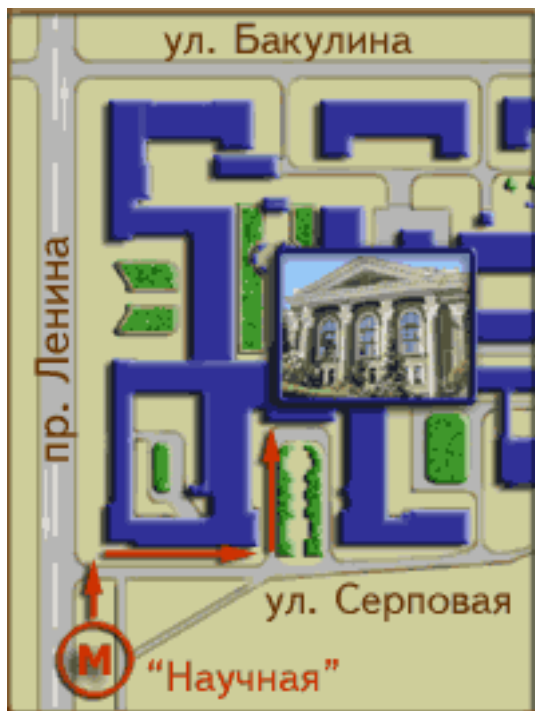 ул. Бакулина
пр. Ленина
ул. Серповая
М
“Научная”